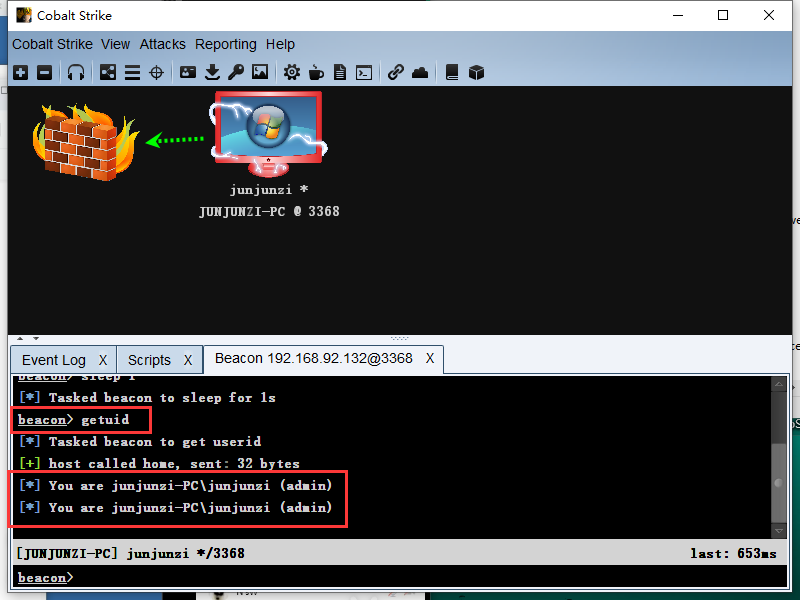 Cobalt Strike
Cobalt Strike View Attacks Reporting Help
junjunzi *
JUNJUNZI-PC @ 3368
Event Log X Scripts X Beacon 192.168.92.132@3368 X
beacon> sleep 1
[*] Tasked beacon to sleep for 1s
beacon> getuid
[*] Tasked beacon to get userid
[+] host called home, sent: 32 bytes
[*] You are junjunzi-PC\junjunzi (admin)
[*] You are junjunzi-PC\junjunzi (admin)
[JUNJUNZI-PC] junjunzi */3368 last: 653ms
beacon>